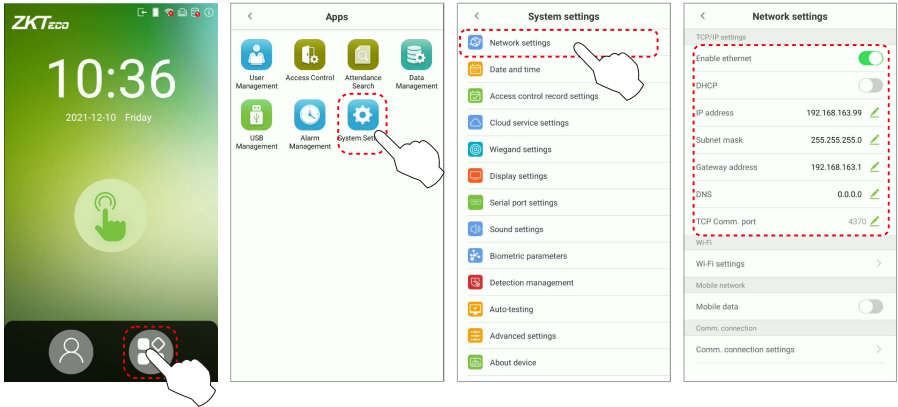 ZKTECO
10:36
2021-12-10 Friday
Apps
User
Management
Access Control
Attendance
Search
Data
Management
USB
Management
Alarm
Management
System Set
System settings
Network settings
Date and time
Access control record settings
Cloud service settings
Wiegand settings
Display settings
Serial port settings
Sound settings
Biometric parameters
Detection management
Auto-testing
Advanced settings
About device
Network settings
TCP/IP settings
Enable ethernet
DHCP
IP address 192.168.163.99
Subnet mask 255.255.255.0
Gateway address 192.168.163.1
DNS 0.0.0.0
TCP Comm. port 4370
Wi-Fi
Wi-Fi settings
Mobile network
Mobile data
Comm. connection
Comm. connection settings